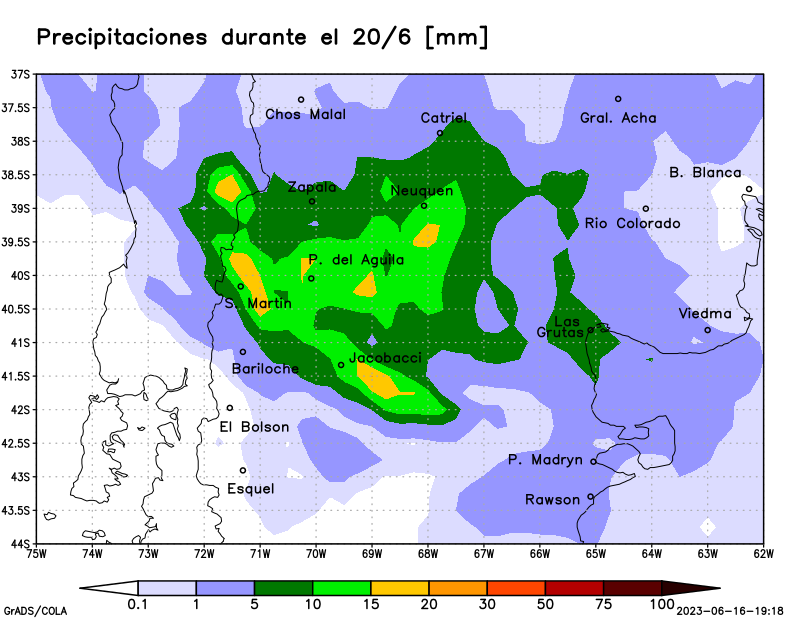 Precipitaciones durante el 20/6 [mm]
37S
37.5S
Chos Malal
Catriel
Gral. Acha
38S
38.5S
B. Blanca
Zapala
Neuquen
39S
Rio Colorado
39.5S
P. del Aguila
40S
S. Martin
40.5S
Viedma
Las
Grutas
41S
Jacobacci
Bariloche
41.5S
42S
El Bolson
42.5S
P. Madryn
43S
Esquel
Rawson
43.5S
44S
75W 74W 73W 72W 71W 70W 69W 68W 67W 66W 65W 64W 63W 62W
0.1 1 5 10 15 20 30 50 75 100
GrADS/COLA
2023-06-16-19:18